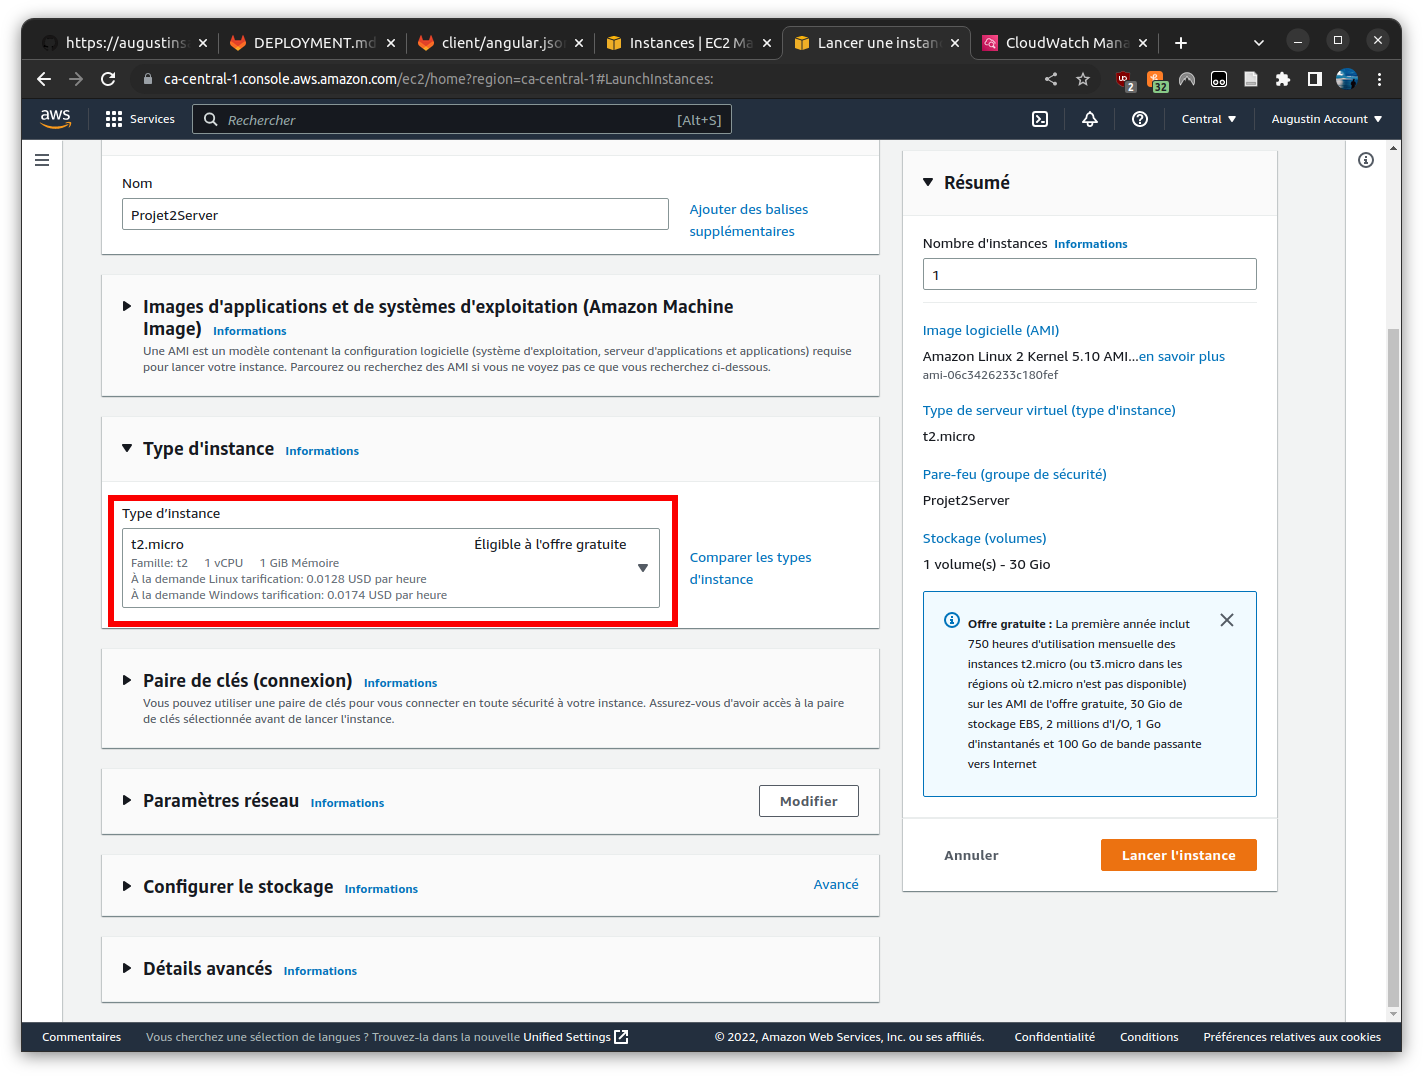 https://augustinsa
DEPLOYMENT.md
client/angular.json
Instances | EC2 Ma
Lancer une instanc
CloudWatch Mana
ca-central-1.console.aws.amazon.com/ec2/home?region=ca-central-1#LaunchInstances:
2
32
aws
Services
Rechercher
[Alt+S]
Central
Augustin Account
Nom
Projet2Server
Ajouter des balises
supplémentaires
Images d'applications et de systèmes d'exploitation (Amazon Machine
Image) Informations
Une AMI est un modèle contenant la configuration logicielle (système d'exploitation, serveur d'applications et applications) requise
pour lancer votre instance. Parcourez ou recherchez des AMI si vous ne voyez pas ce que vous recherchez ci-dessous.
Type d'instance Informations
Type d'instance
t2.micro
Éligible à l'offre gratuite
Famille: t2 1 vCPU 1 GiB Mémoire
À la demande Linux tarification: 0.0128 USD par heure
À la demande Windows tarification: 0.0174 USD par heure
Comparer les types
d'instance
Paire de clés (connexion) Informations
Vous pouvez utiliser une paire de clés pour vous connecter en toute sécurité à votre instance. Assurez-vous d'avoir accès à la paire
de clés sélectionnée avant de lancer l'instance.
Paramètres réseau Informations
Modifier
Configurer le stockage Informations
Avancé
Détails avancés Informations
Résumé
Nombre d'instances Informations
1
Image logicielle (AMI)
Amazon Linux 2 Kernel 5.10 AMI...en savoir plus
ami-06c3426233c180fef
Type de serveur virtuel (type d'instance)
t2.micro
Pare-feu (groupe de sécurité)
Projet2Server
Stockage (volumes)
1 volume(s) - 30 Gio
Offre gratuite : La première année inclut
750 heures d'utilisation mensuelle des
instances t2.micro (ou t3.micro dans les
régions où t2.micro n'est pas disponible)
sur les AMI de l'offre gratuite, 30 Gio de
stockage EBS, 2 millions d'I/O, 1 Go
d'instantanés et 100 Go de bande passante
vers Internet
Annuler
Lancer l'instance
Commentaires
Vous cherchez une sélection de langues ? Trouvez-la dans la nouvelle Unified Settings
© 2022, Amazon Web Services, Inc. ou ses affiliés.
Confidentialité
Conditions
Préférences relatives aux cookies